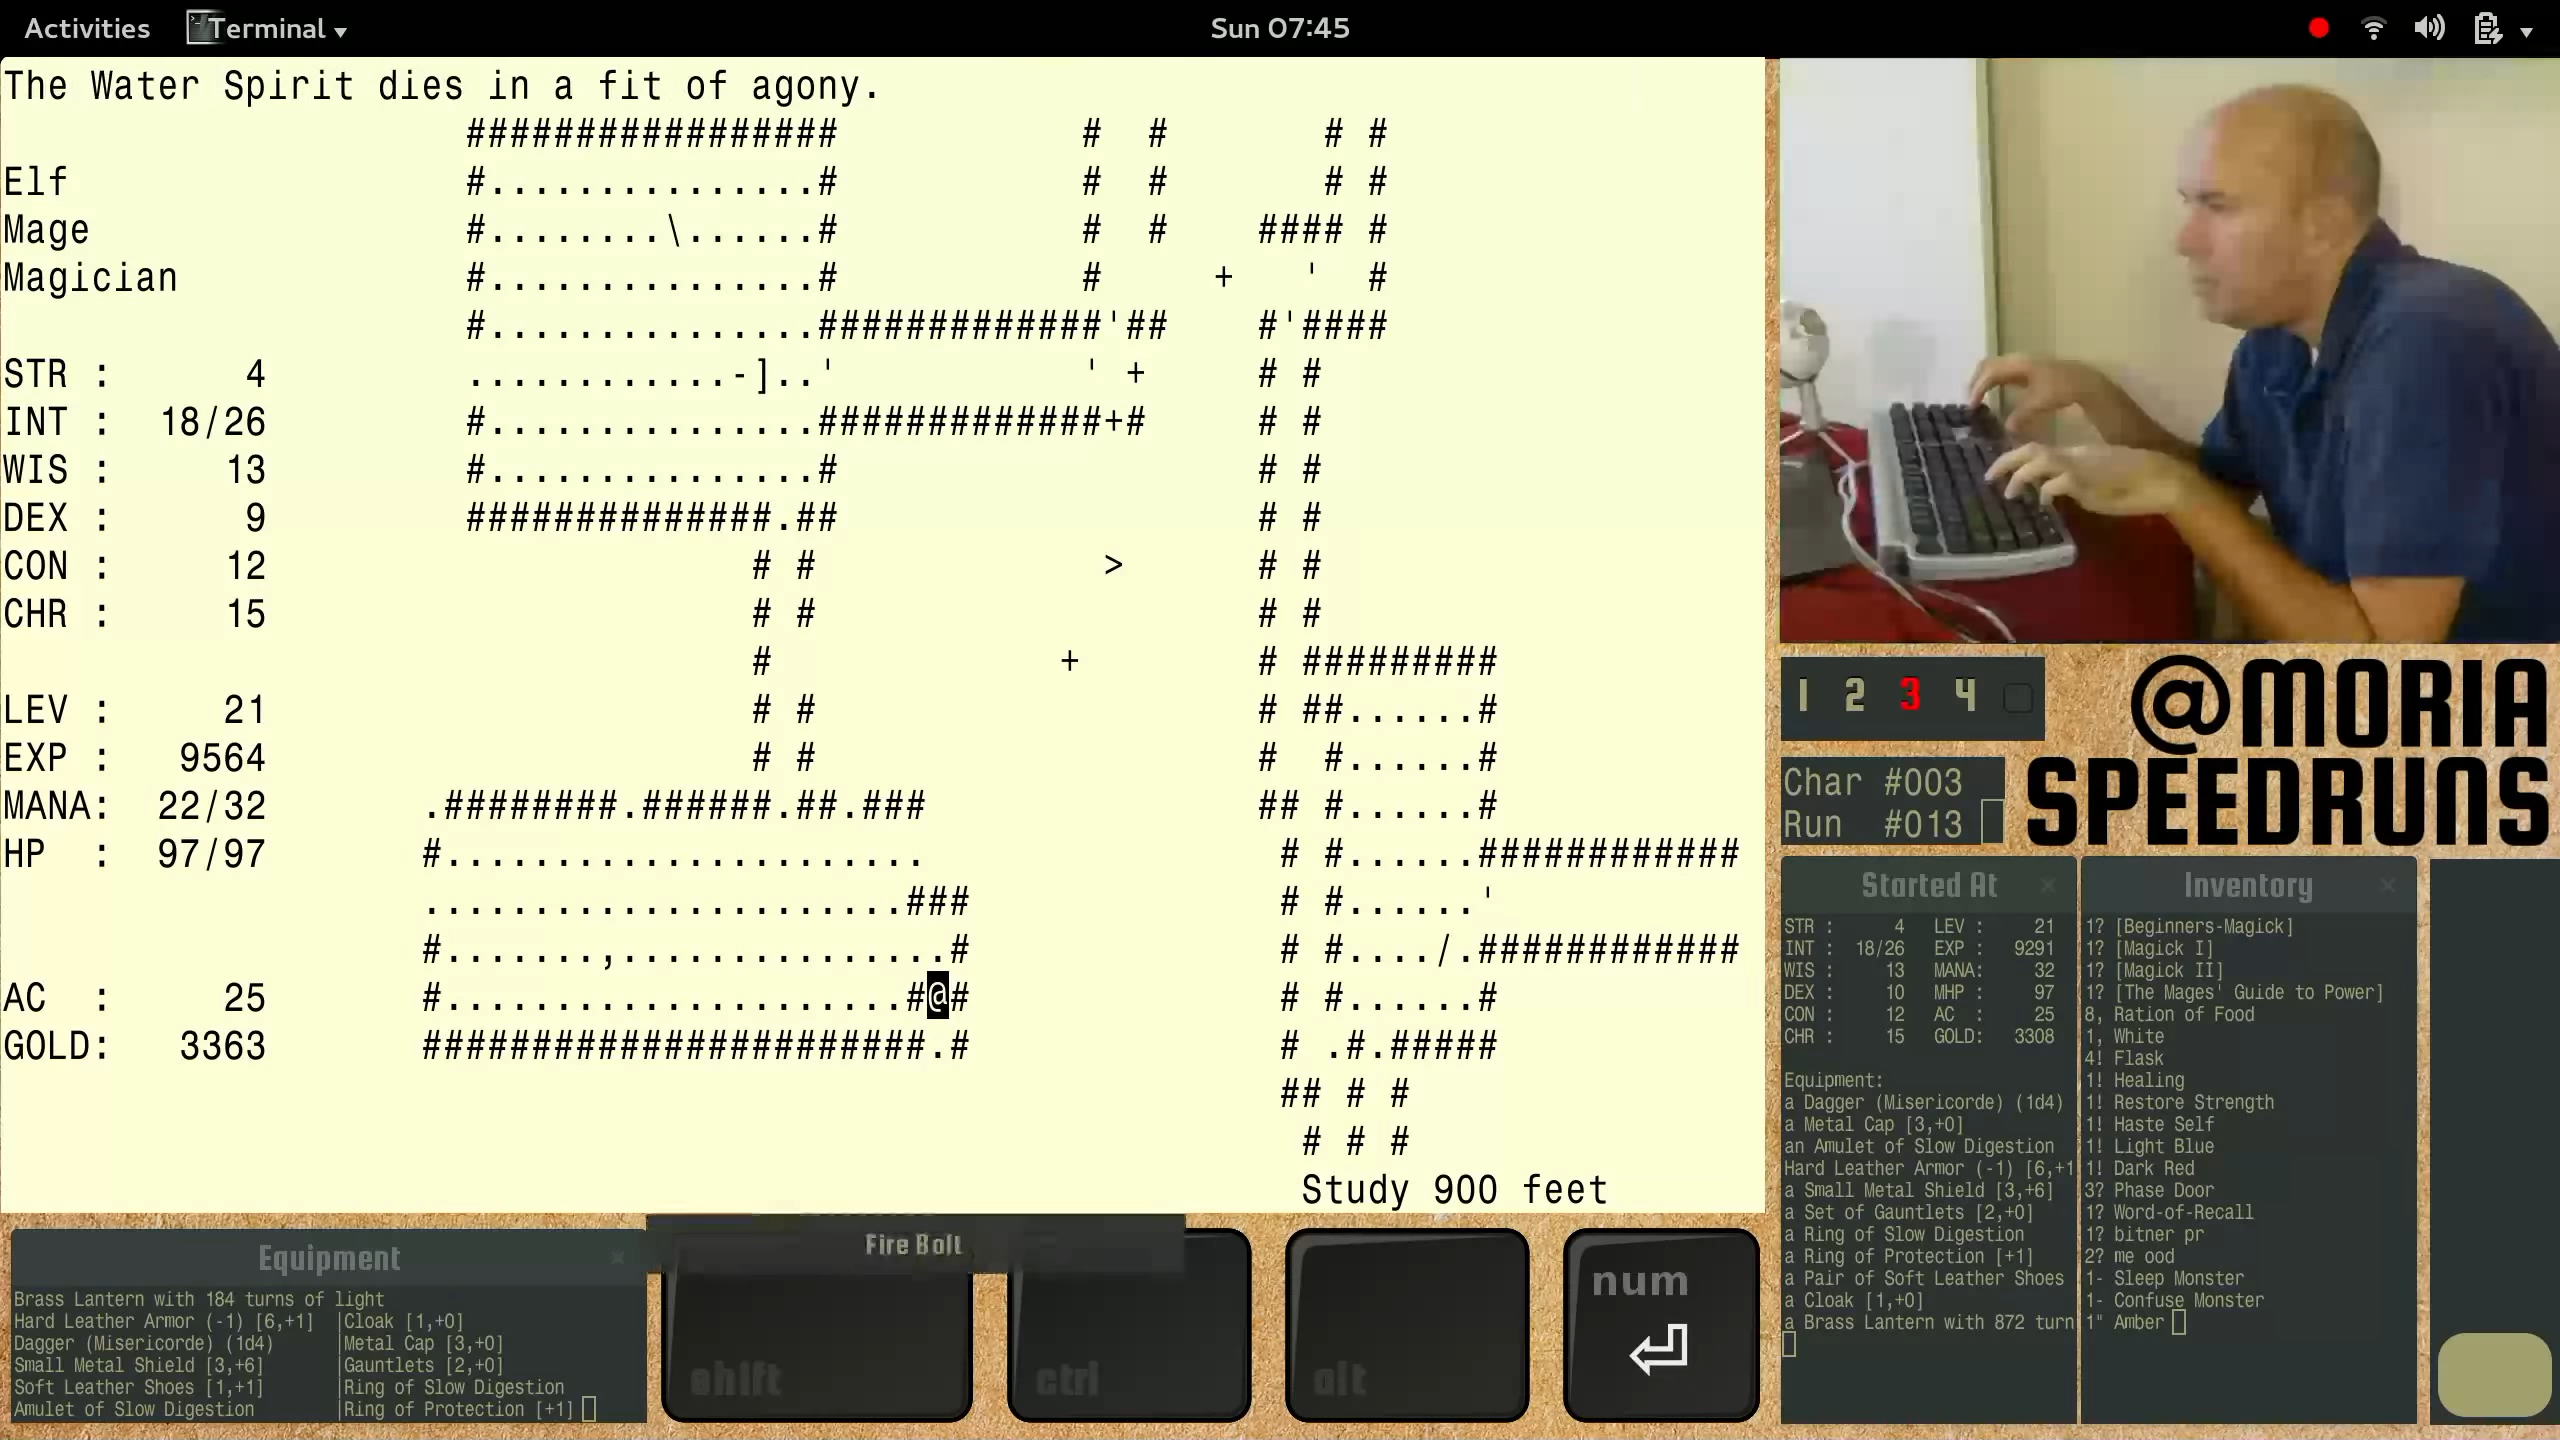 Activities Terminal Sun 07:45
The Water Spirit dies in a fit of agony.
################# # # # #
Elf #...............# # # # #
Mage #........\......# # # #### #
Magician #...............# # + ' #
#...............#############'## #'####
STR : 4 ............-]..' ' + # #
INT : 18/26 #...............#############+# # #
WIS : 13 #...............# # #
DEX : 9 ##############.## # #
CON : 12 # # > # #
CHR : 15 # # # #
# + # #########
LEV : 21 # # # ##......#
EXP : 9564 # # # #......#
MANA: 22/32 .########.######.##.### ## #......#
HP : 97/97 #...................... # #......############
......................### # #......'
#.......,...............# # #..../.############
AC : 25 #.....................#@# # #......#
GOLD: 3363 #######################.# # .#.#####
## # #
# # #
Study 900 feet
1 2 3 4
@MORIA
SPEEDRUNS
Char #003
Run #013
Started At
STR : 4 LEV : 21
INT : 18/26 EXP : 9291
WIS : 13 MANA: 32
DEX : 10 MHP : 97
CON : 12 AC : 25
CHR : 15 GOLD: 3308
Equipment:
a Dagger (Misericorde) (1d4)
a Metal Cap [3,+0]
an Amulet of Slow Digestion
Hard Leather Armor (-1) [6,+1
a Small Metal Shield [3,+6]
a Set of Gauntlets [2,+0]
a Ring of Slow Digestion
a Ring of Protection [+1]
a Pair of Soft Leather Shoes
a Cloak [1,+0]
a Brass Lantern with 872 turn
Inventory
1? [Beginners-Magick]
1? [Magick I]
1? [Magick II]
1? [The Mages' Guide to Power]
8, Ration of Food
1, White
4! Flask
1! Healing
1! Restore Strength
1! Haste Self
1! Light Blue
1! Dark Red
3? Phase Door
1? Word-of-Recall
1? bitner pr
2? me ood
1- Sleep Monster
1- Confuse Monster
1" Amber
Equipment
Brass Lantern with 184 turns of light
Hard Leather Armor (-1) [6,+1] |Cloak [1,+0]
Dagger (Misericorde) (1d4) |Metal Cap [3,+0]
Small Metal Shield [3,+6] |Gauntlets [2,+0]
Soft Leather Shoes [1,+1] |Ring of Slow Digestion
Amulet of Slow Digestion |Ring of Protection [+1]
Fire Bolt
shift
ctrl
alt
num